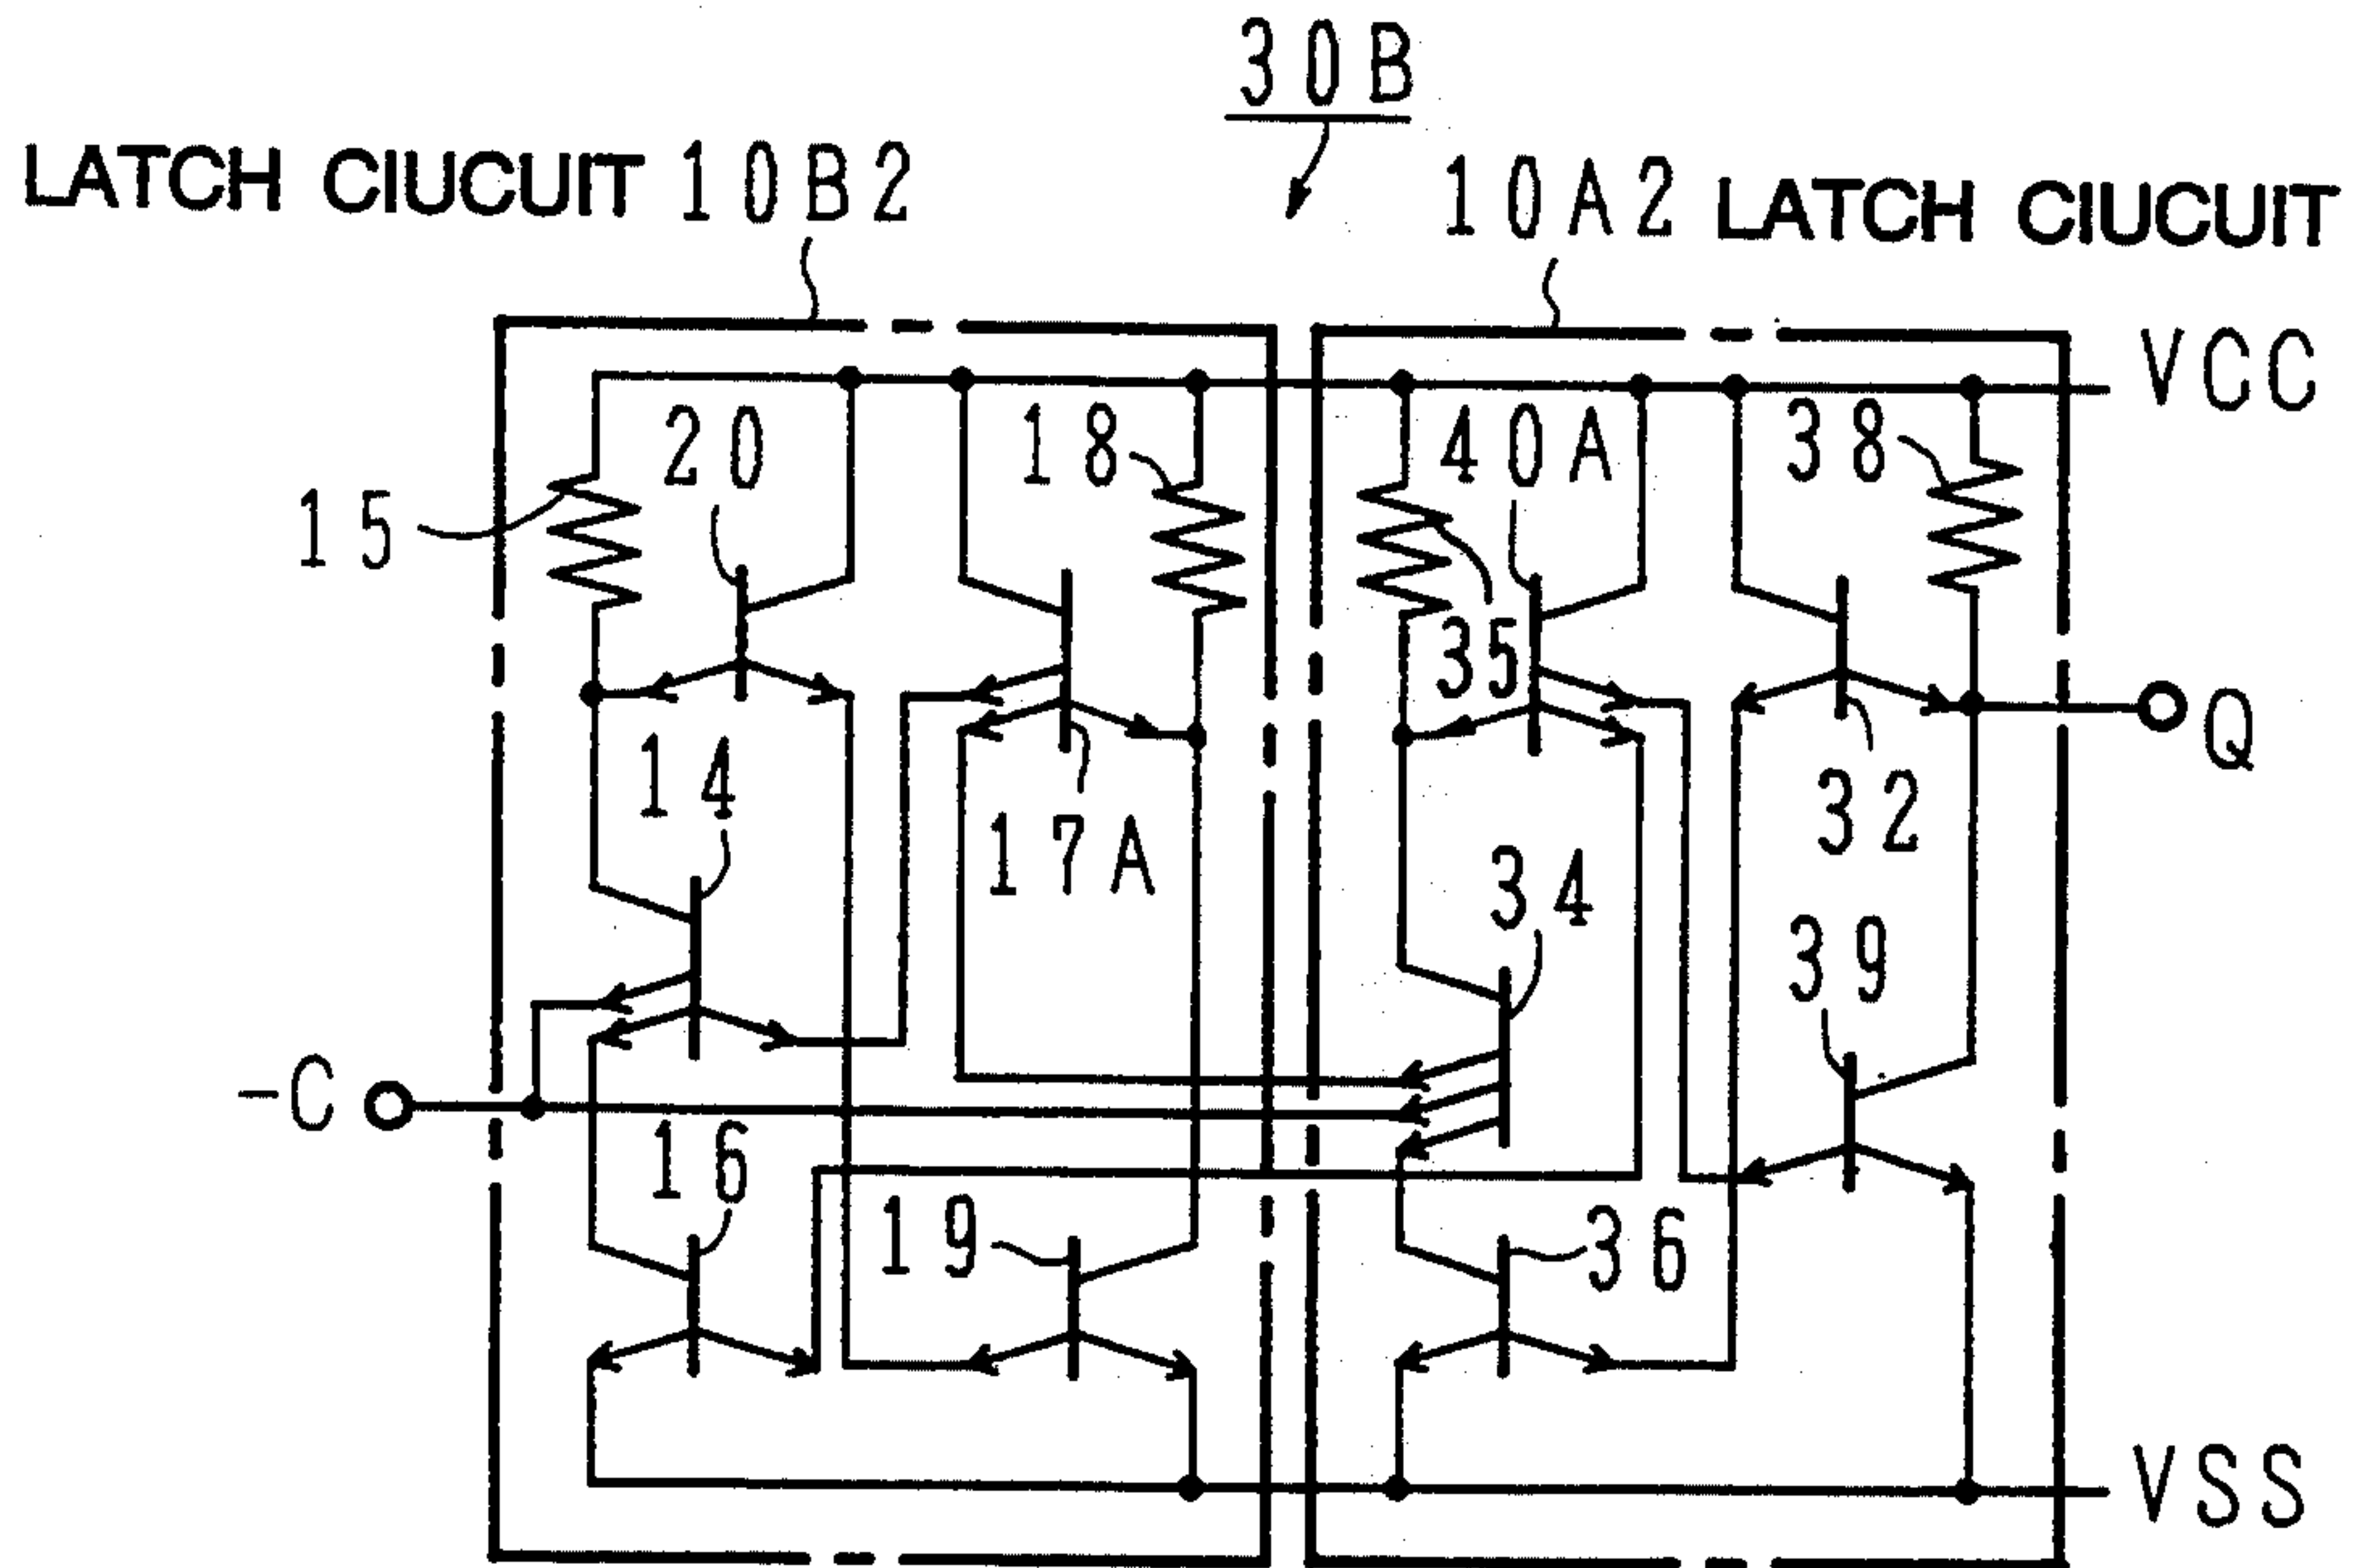 30B
LATCH CIUCUIT 10B2
10A2 LATCH CIUCUIT
VCC
20
18
40A
38
15
35
Q
14
17A
32
34
39
-C
16
19
36
VSS